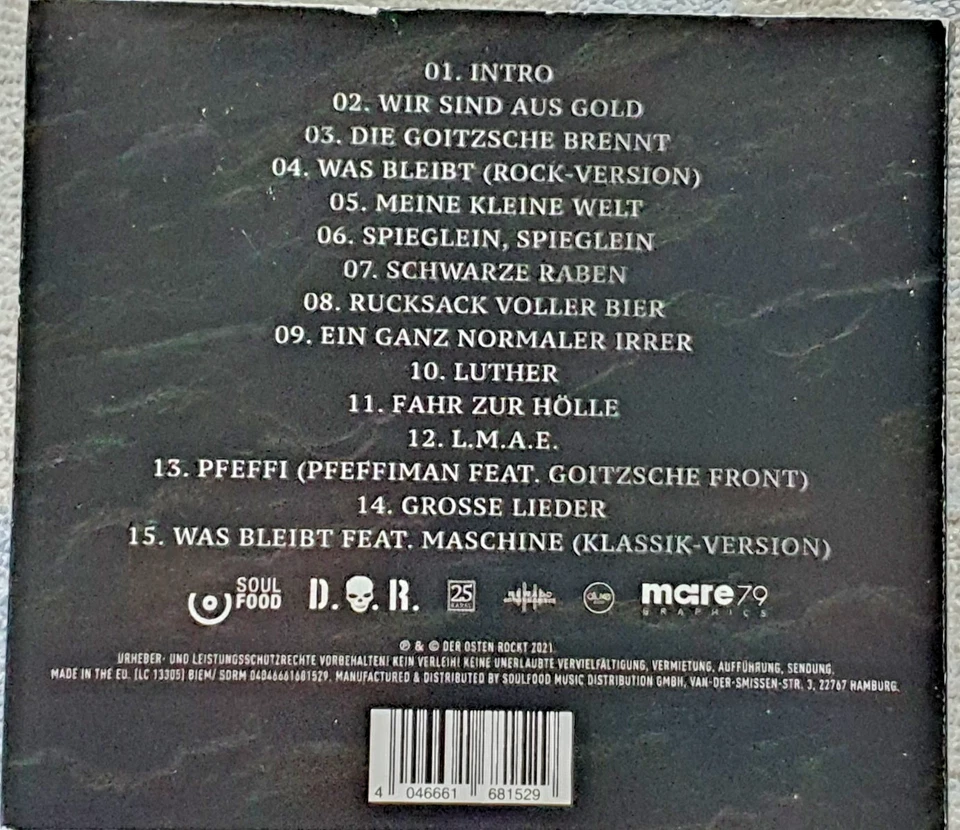 01. INTRO
02. WIR SIND AUS GOLD
03. DIE GOITZSCHE BRENNT
04. WAS BLEIBT (ROCK-VERSION)
05. MEINE KLEINE WELT
06. SPIEGLEIN, SPIEGLEIN
07. SCHWARZE RABEN
08. RUCKSACK VOLLER BIER
09. EIN GANZ NORMALER IRRER
10. LUTHER
11. FAHR ZUR HÖLLE
12. L.M.A.E.
13. PFEFFI (PFEFFIMAN FEAT. GOITZSCHE FRONT)
14. GROSSE LIEDER
15. WAS BLEIBT FEAT. MASCHINE (KLASSIK-VERSION)
SOUL FOOD D.O.R. 25 mare79 GRAPHICS
℗ & © DER OSTEN ROCKT 2021
URHEBER- UND LEISTUNGSSCHUTZRECHTE VORBEHALTEN! KEIN VERLEIH! KEINE UNERLAUBTE VERVIELFÄLTIGUNG, VERMIETUNG, AUFFÜHRUNG, SENDUNG.
MADE IN THE EU. (LC 13305) BIEM/ SDRM 04046661681529. MANUFACTURED & DISTRIBUTED BY SOULFOOD MUSIC DISTRIBUTION GMBH, VAN-DER-SMISSEN-STR. 3, 22767 HAMBURG.
4 046661 681529